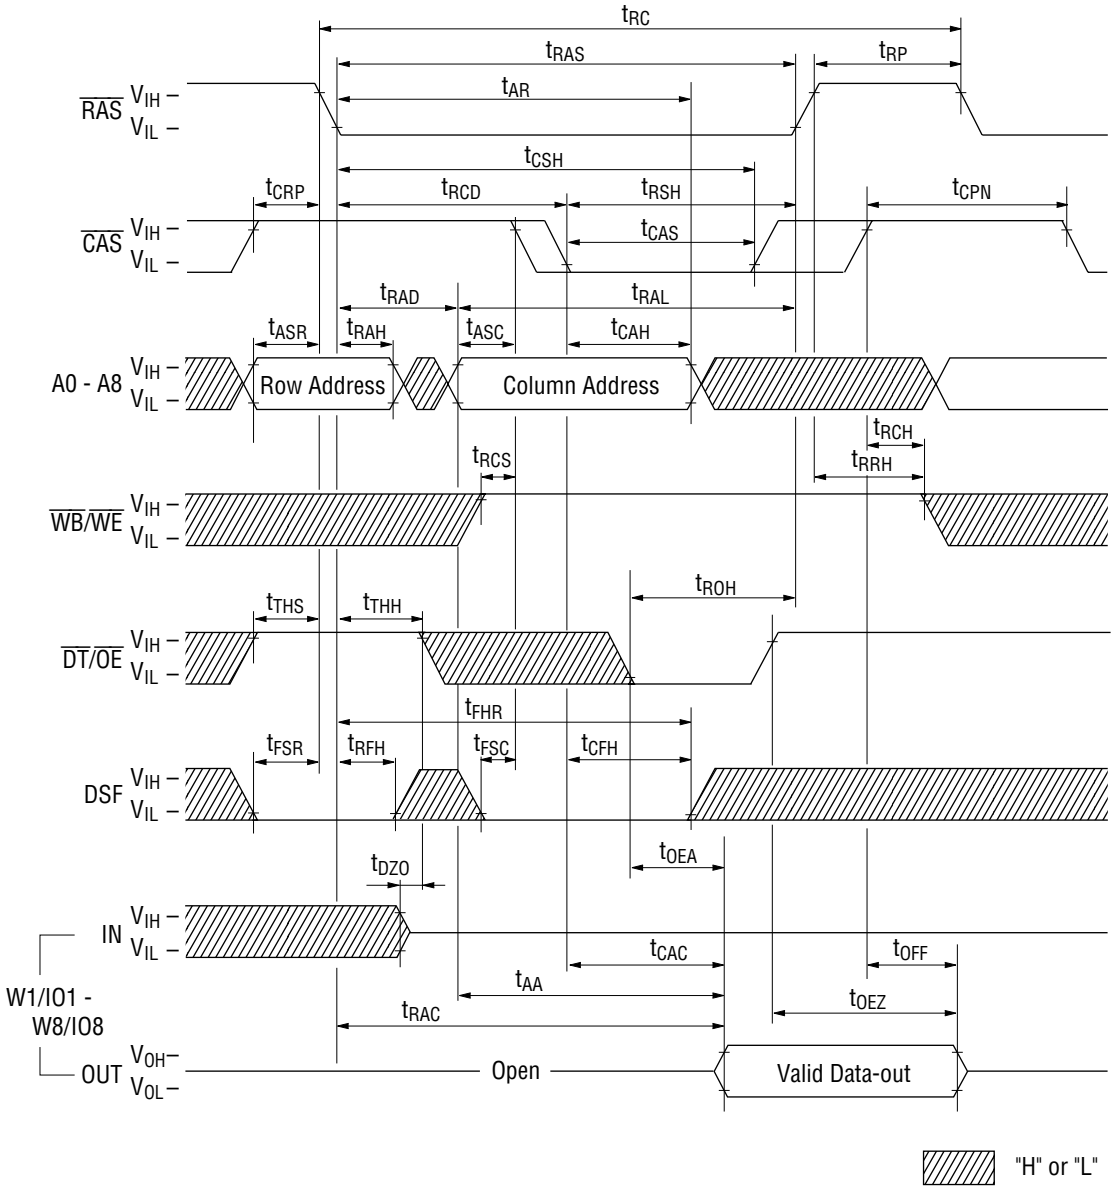 tRC
tRAS
tRP
tAR
RAS VIH –
VIL –
tCSH
tCRP
tRCD
tRSH
tCPN
CAS VIH –
VIL –
tCAS
tRAD
tRAL
tASR
tRAH
tASC
tCAH
A0 - A8 VIH –
VIL –
Row Address
Column Address
tRCH
tRCS
tRRH
WB/WE VIH –
VIL –
tROH
tTHS
tTHH
DT/OE VIH –
VIL –
tFHR
tFSR
tRFH
tFSC
tCFH
DSF VIH –
VIL –
tOEA
tDZO
IN VIH –
VIL –
tCAC
tOFF
tAA
tOEZ
tRAC
W1/IO1 -
W8/IO8
OUT VOH–
VOL –
Open
Valid Data-out
"H" or "L"